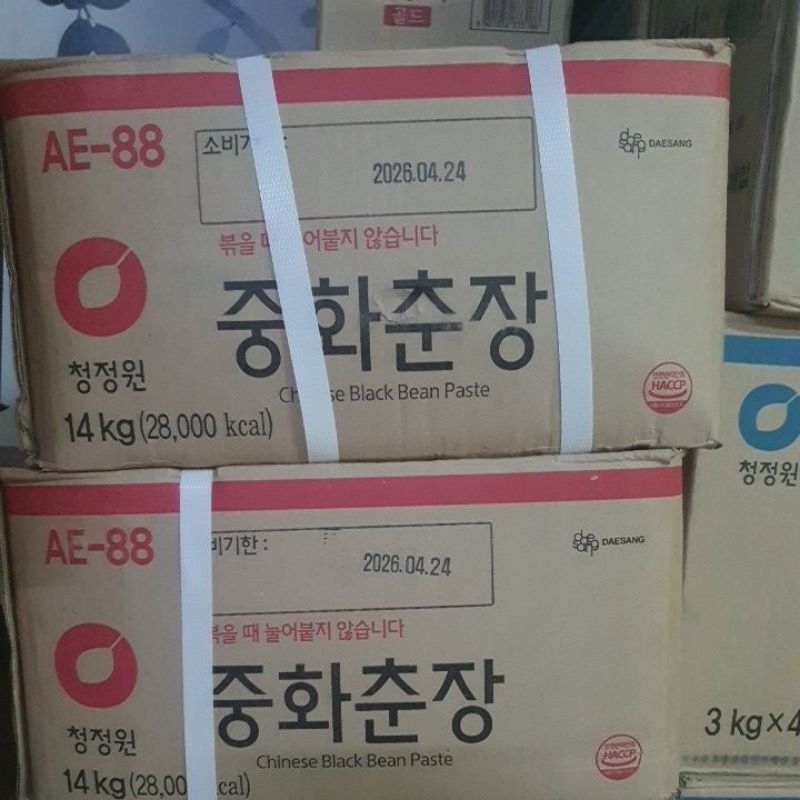 골드
AE-88
소비기 :
2026.04.24
DAESANG
볶을 어붙지 않습니다
중화춘장
청정원
Ch se Black Bean Paste
HACCP
14 kg (28,000 kcal)
AE-88
비기한 :
2026.04.24
DAESANG
볶을 때 눌어붙지 않습니다
중화춘장
청정원
Chinese Black Bean Paste
HACCP
14 kg (28,00 cal)
청정원
3 kg×4